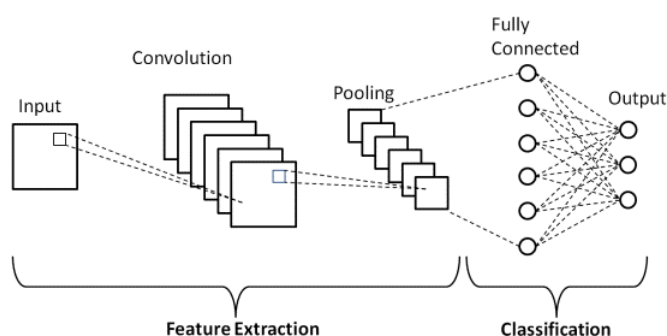 Input
Convolution
Pooling
Fully
Connected
Output
Feature Extraction
Classification